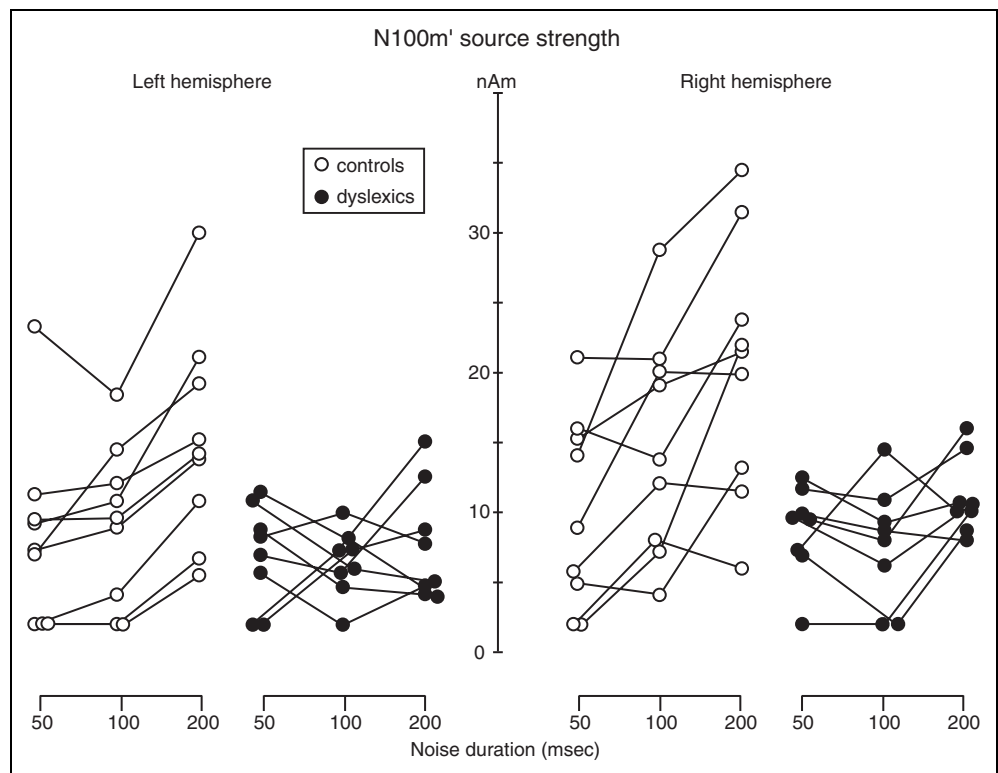 N100m' source strength
Left hemisphere
nAm
Right hemisphere
controls
dyslexics
30
20
10
0
50 100 200
50 100 200
50 100 200
50 100 200
Noise duration (msec)